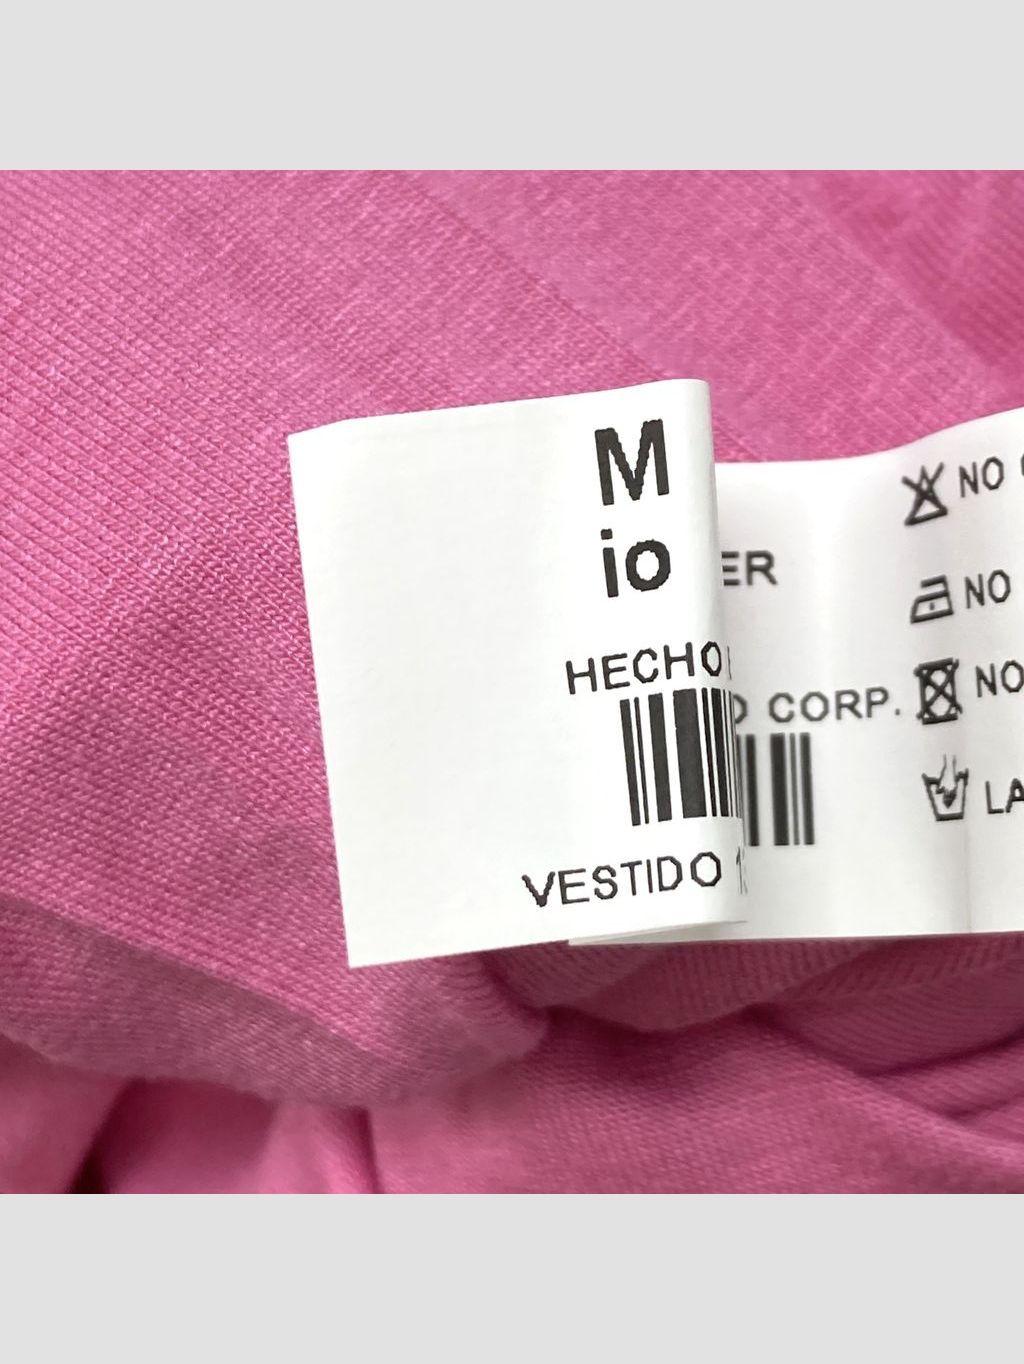 M
io
HECHO
VESTIDO
ER
CORP.
NO
NO
NO
LA